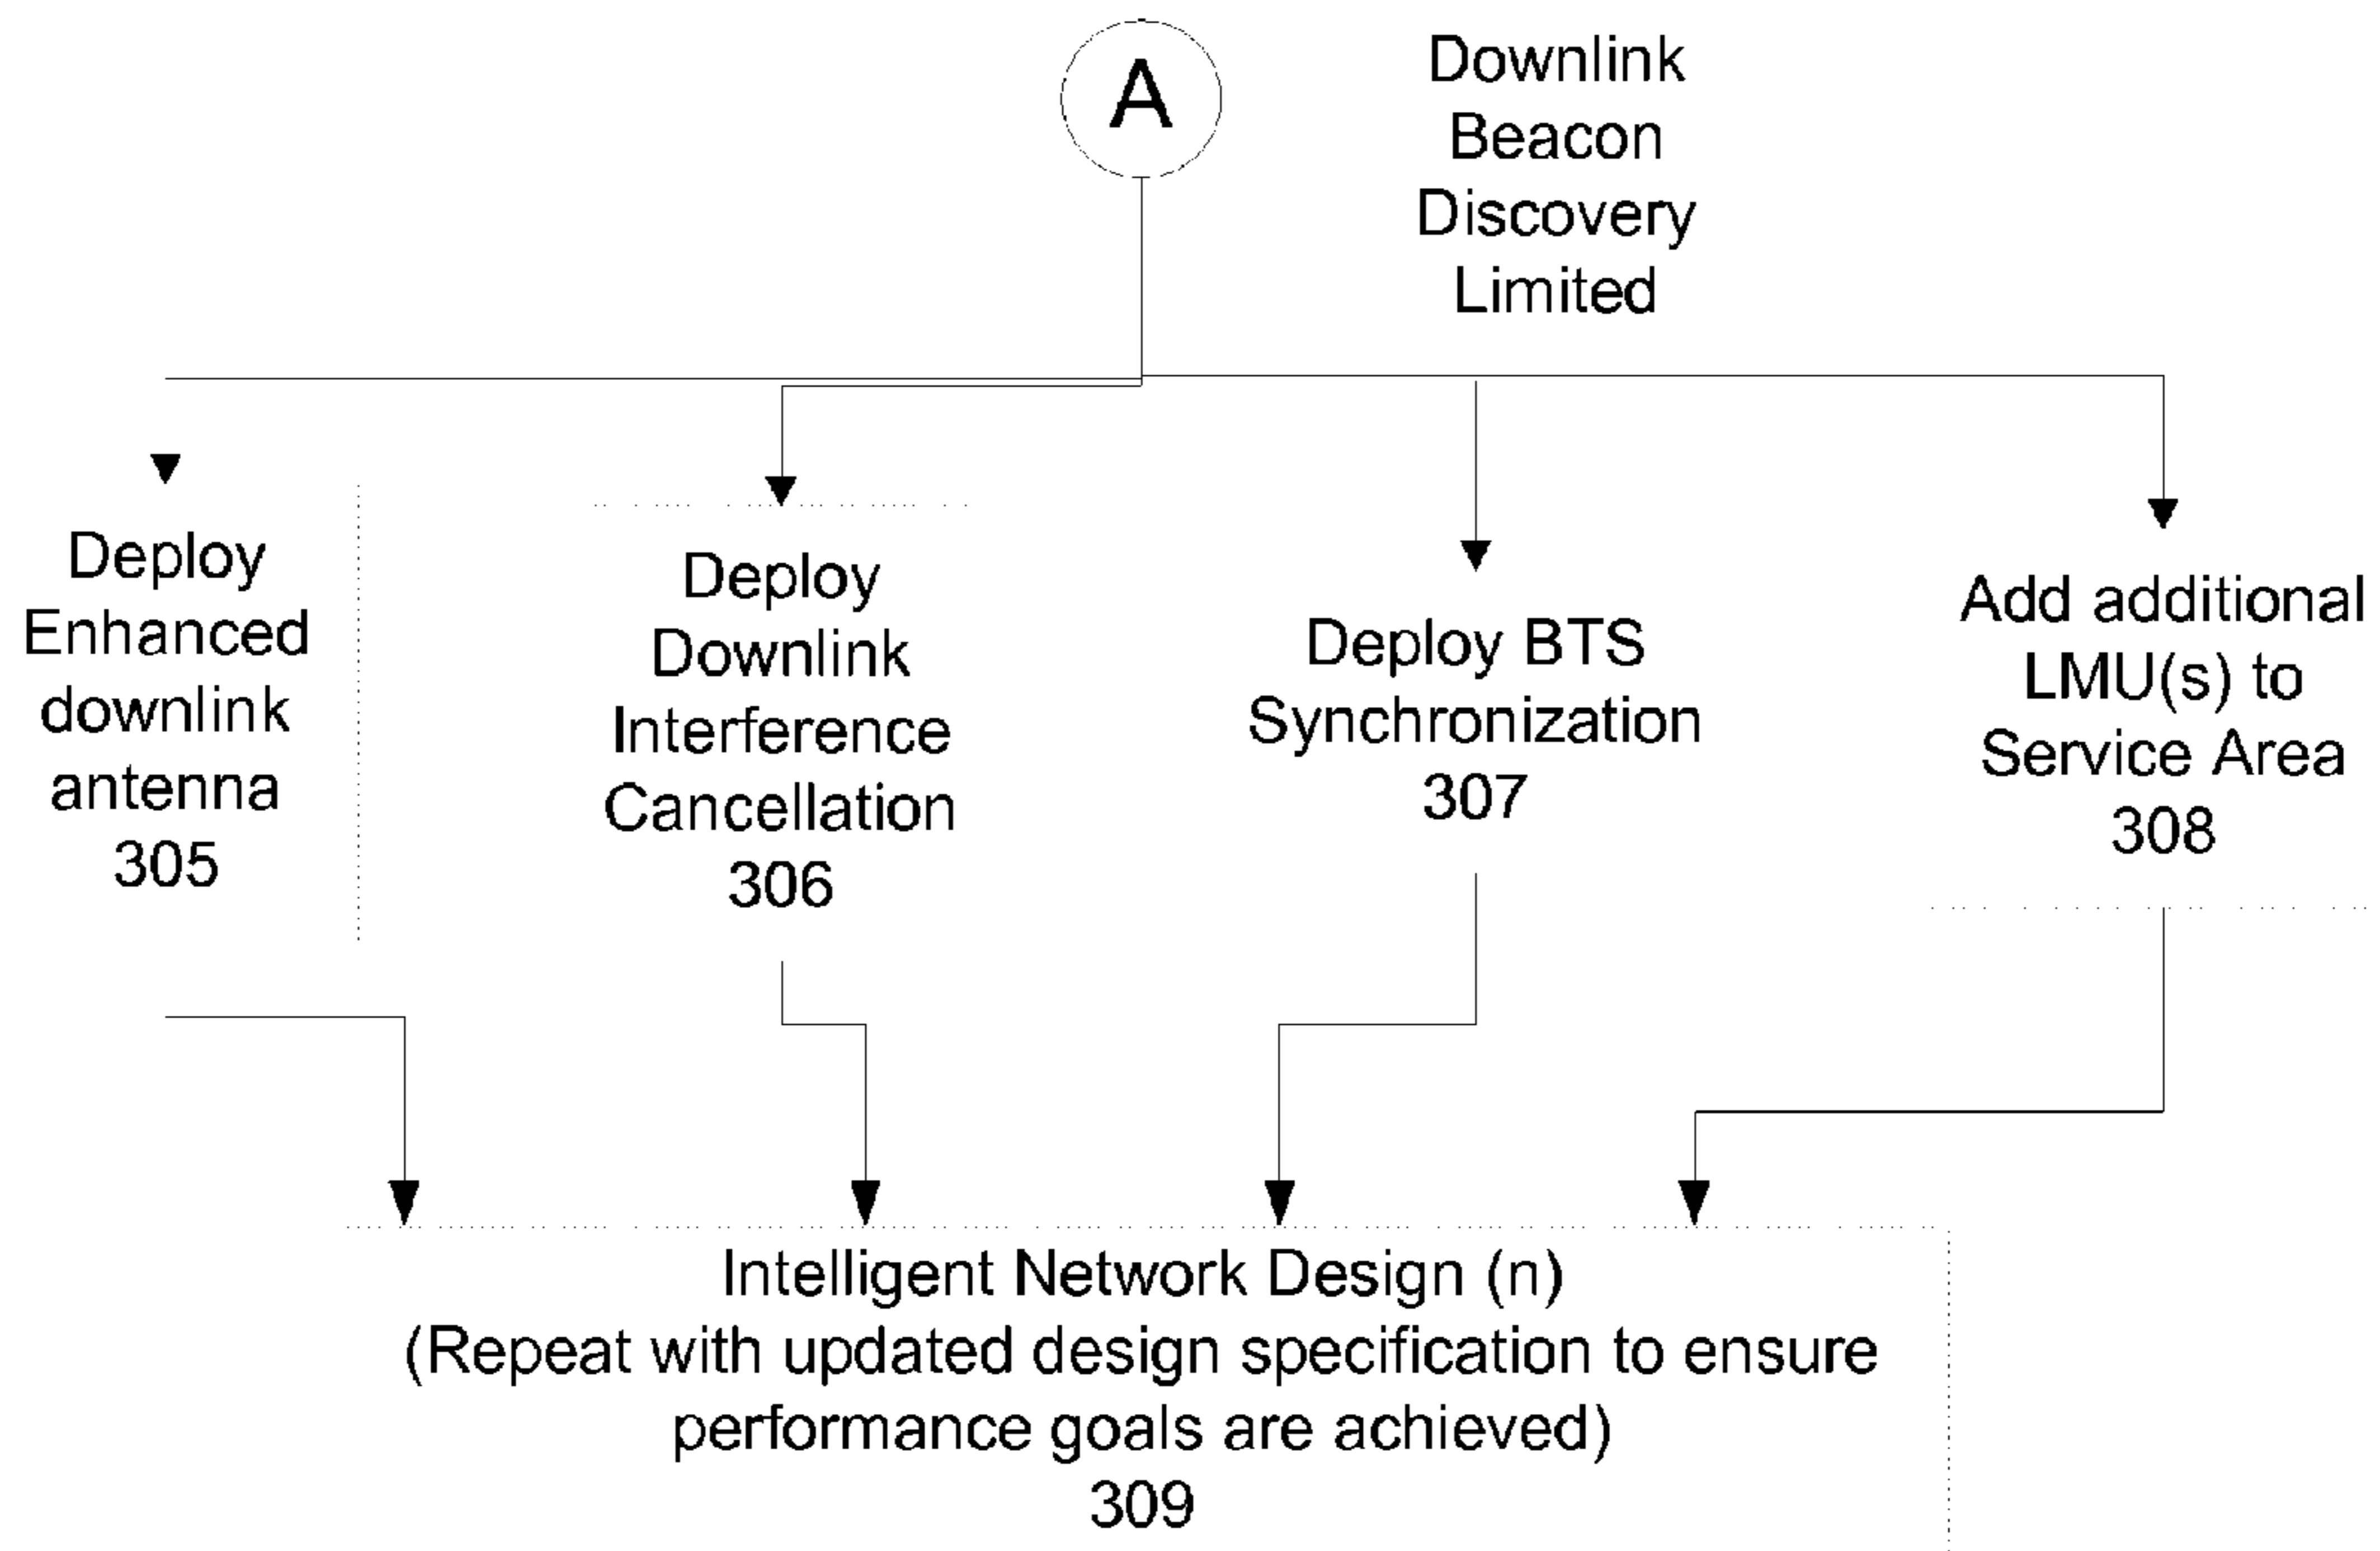 A
Downlink
Beacon
Discovery
Limited
Deploy
Enhanced
downlink
antenna
305
Deploy
Downlink
Interference
Cancellation
306
Deploy BTS
Synchronization
307
Add additional
LMU(s) to
Service Area
308
Intelligent Network Design (n)
(Repeat with updated design specification to ensure
performance goals are achieved)
309